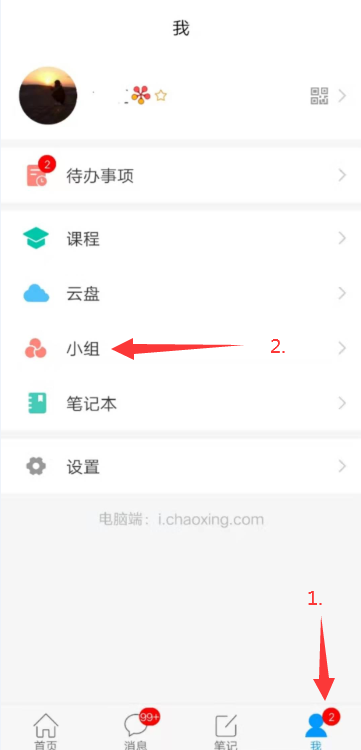 我
2
待办事项
课程
云盘
小组
2.
笔记本
设置
电脑端：i.chaoxing.com
1.
99+
2
首页
消息
笔记
我